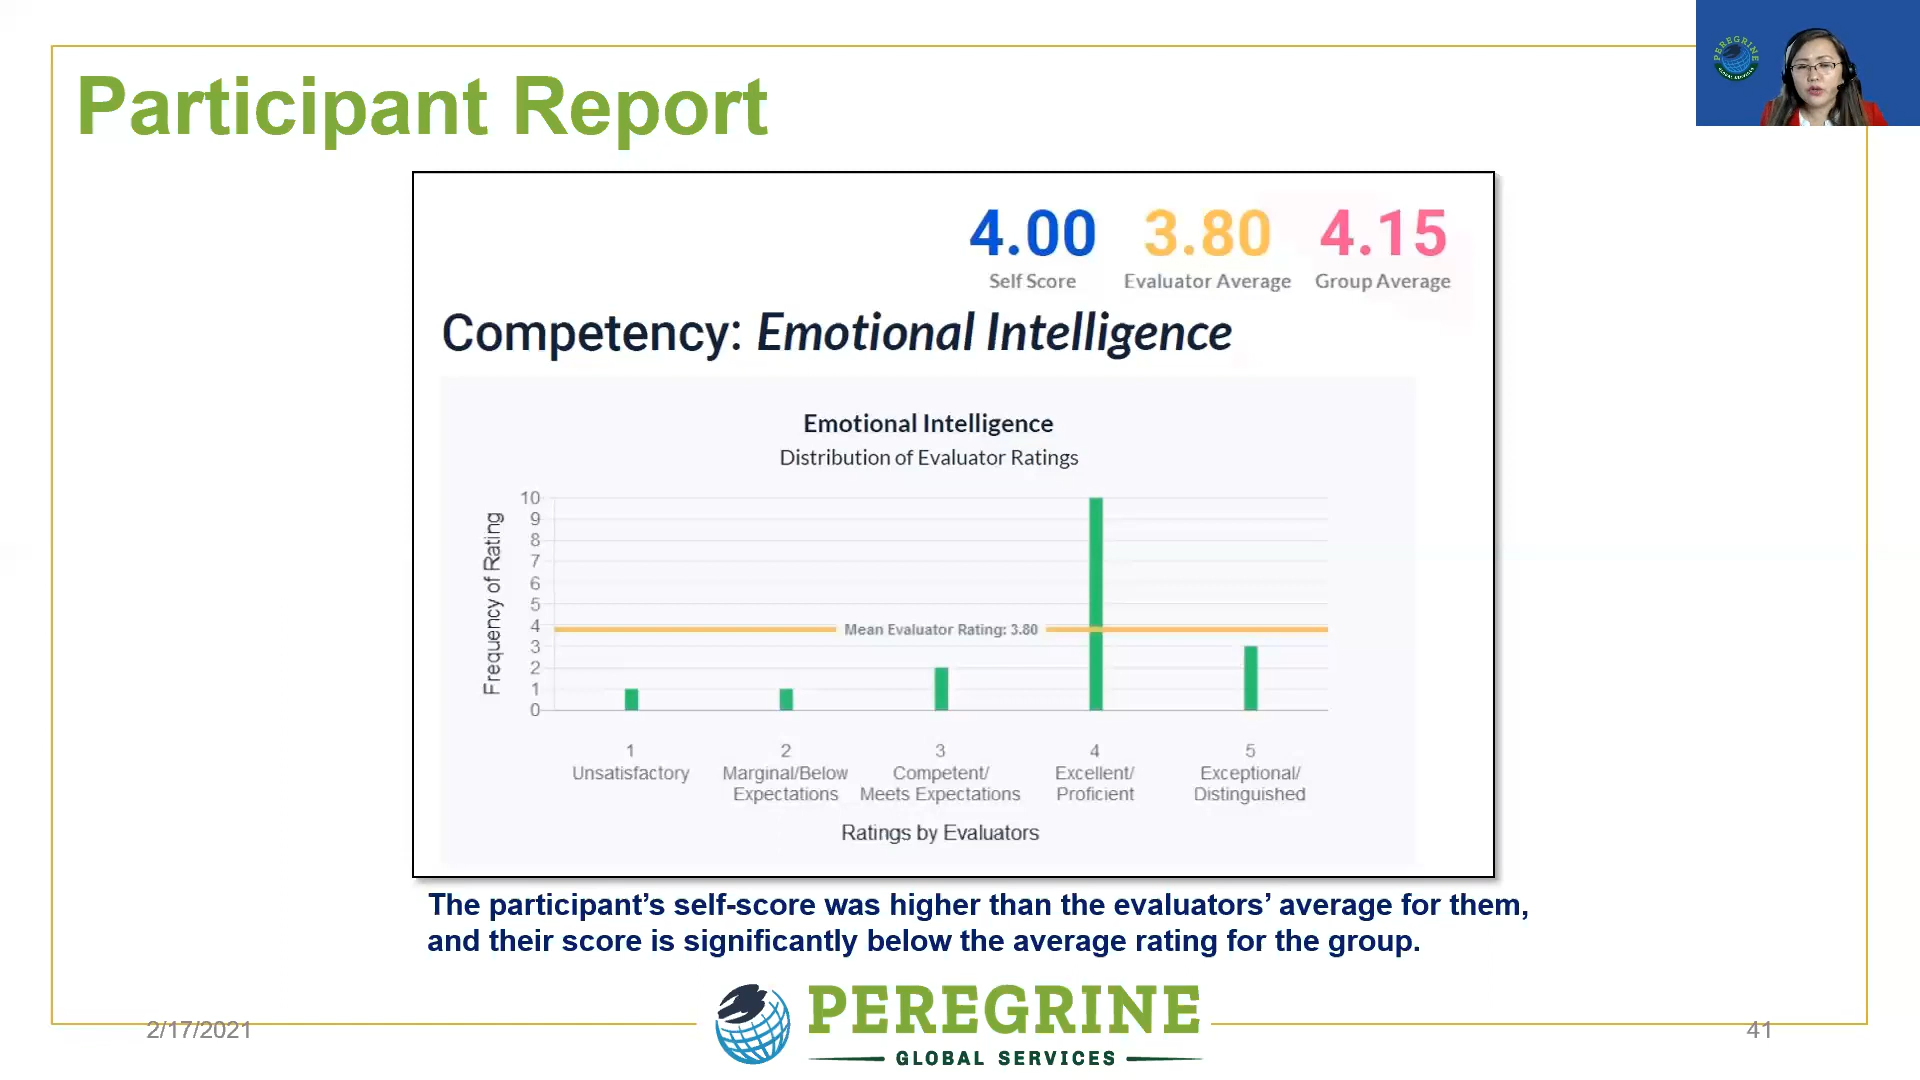 Participant Report
PEREGRINE
4.00 3.80 4.15
Self Score Evaluator Average Group Average
Competency: Emotional Intelligence
Emotional Intelligence
Distribution of Evaluator Ratings
Frequency of Rating
10
9
8
7
6
5
4
3
2
1
0
Mean Evaluator Rating: 3.80
1 2 3 4 5
Unsatisfactory Marginal/Below Competent/ Excellent/ Exceptional/
Expectations Meets Expectations Proficient Distinguished
Ratings by Evaluators
The participant’s self-score was higher than the evaluators’ average for them,
and their score is significantly below the average rating for the group.
2/17/2021
PEREGRINE
GLOBAL SERVICES
41